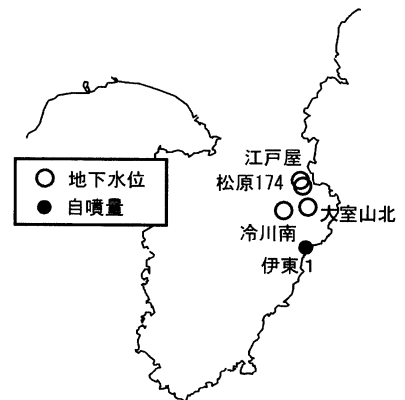 江戸屋
松原174
地下水位
自噴量
大室山北
冷川南
伊東1